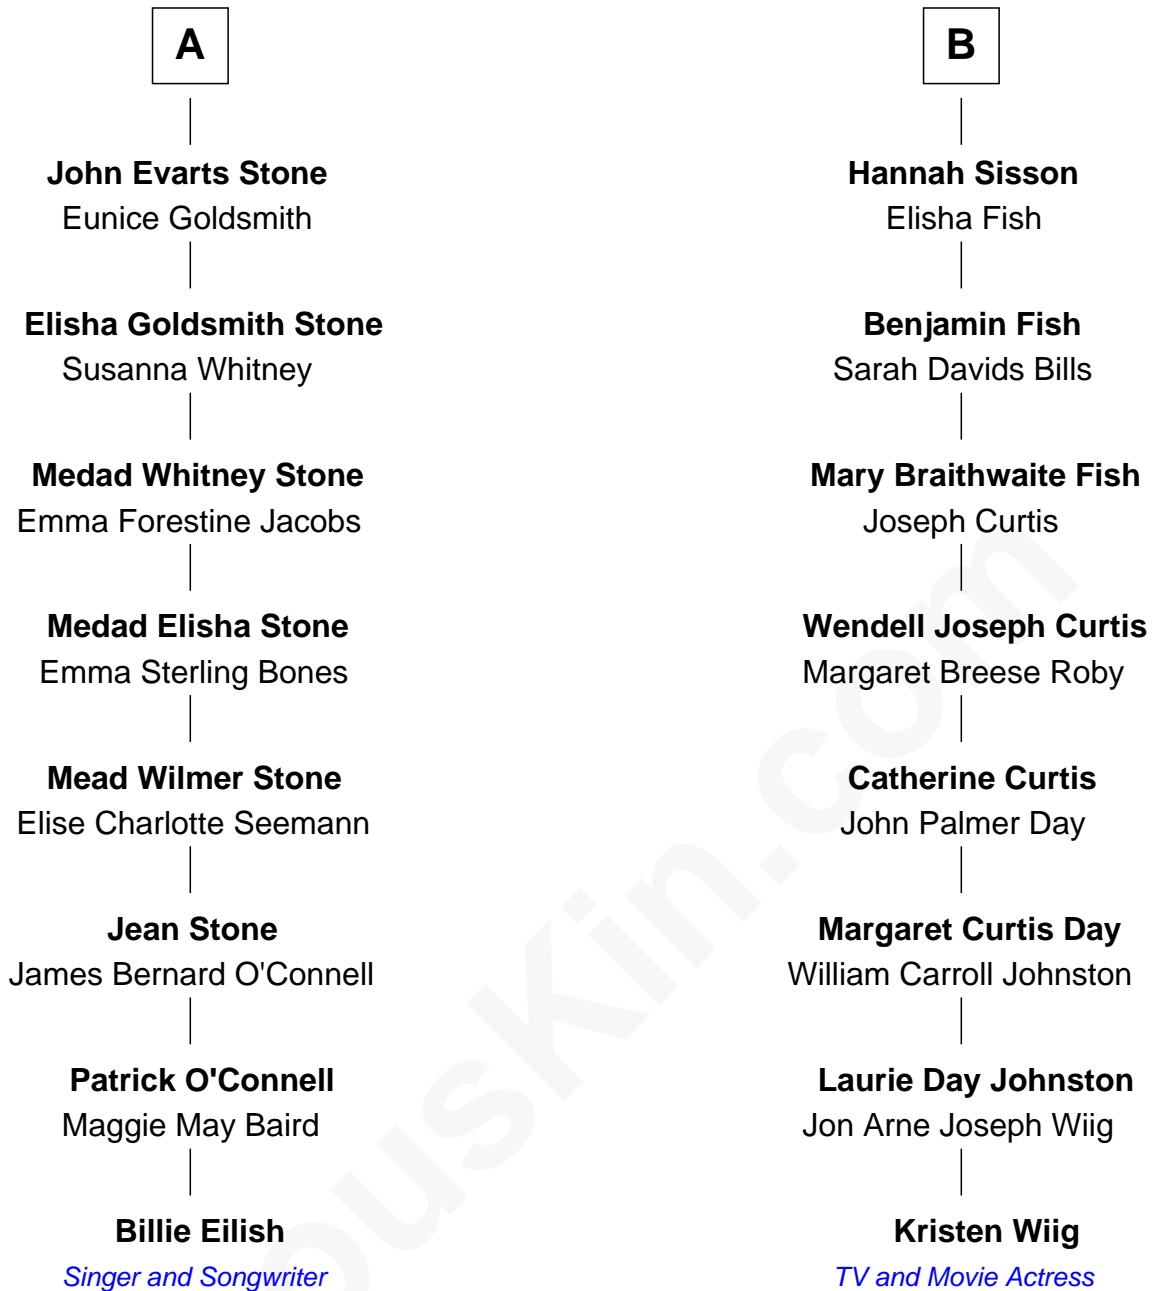 A
John Evarts Stone
Eunice Goldsmith
Elisha Goldsmith Stone
Susanna Whitney
Medad Whitney Stone
Emma Forestine Jacobs
Medad Elisha Stone
Emma Sterling Bones
Mead Wilmer Stone
Elise Charlotte Seemann
Jean Stone
James Bernard O'Connell
Patrick O'Connell
Maggie May Baird
Billie Eilish
Singer and Songwriter
B
Hannah Sisson
Elisha Fish
Benjamin Fish
Sarah Davids Bills
Mary Braithwaite Fish
Joseph Curtis
Wendell Joseph Curtis
Margaret Breese Roby
Catherine Curtis
John Palmer Day
Margaret Curtis Day
William Carroll Johnston
Laurie Day Johnston
Jon Arne Joseph Wiig
Kristen Wiig
TV and Movie Actress
ousKin.com